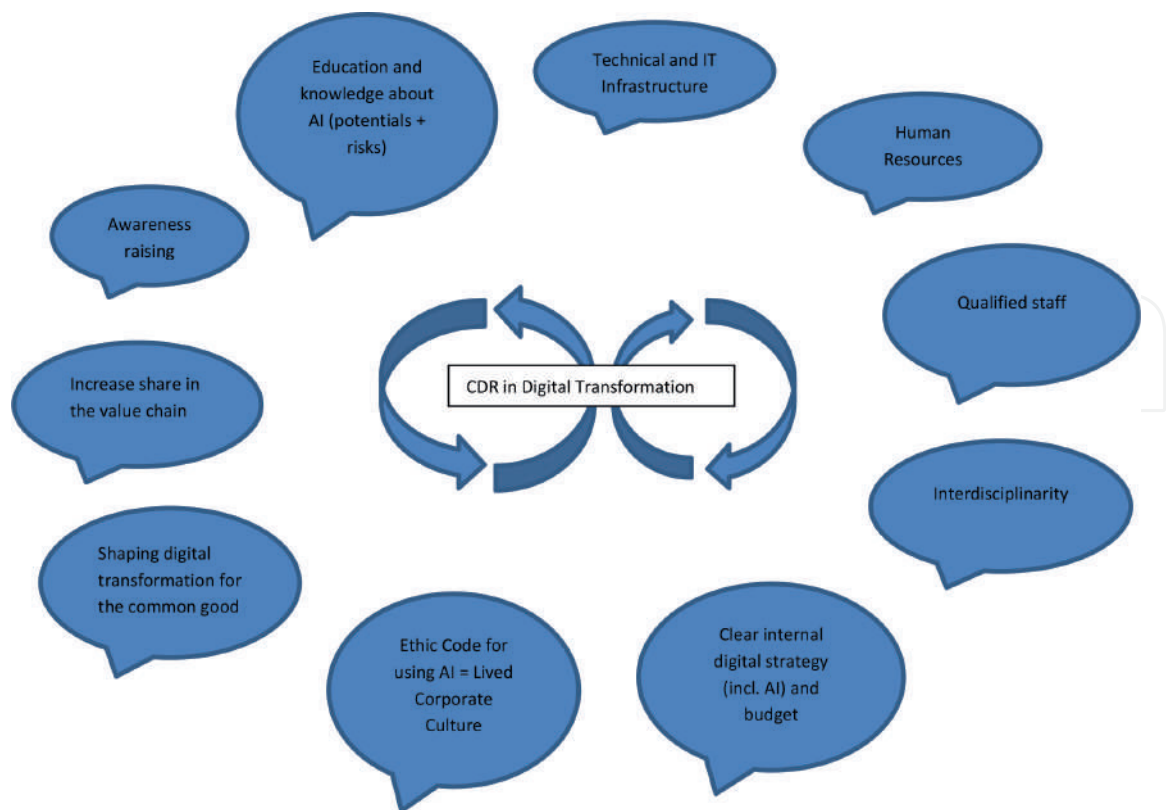 Education and
knowledge about
AI (potentials +
risks)
Technical and IT
Infrastructure
Human
Resources
Awareness
raising
Qualified staff
CDR in Digital Transformation
Increase share in
the value chain
Interdisciplinarity
Shaping digital
transformation for
the common good
Ethic Code for
using AI = Lived
Corporate
Culture
Clear internal
digital strategy
(incl. AI) and
budget